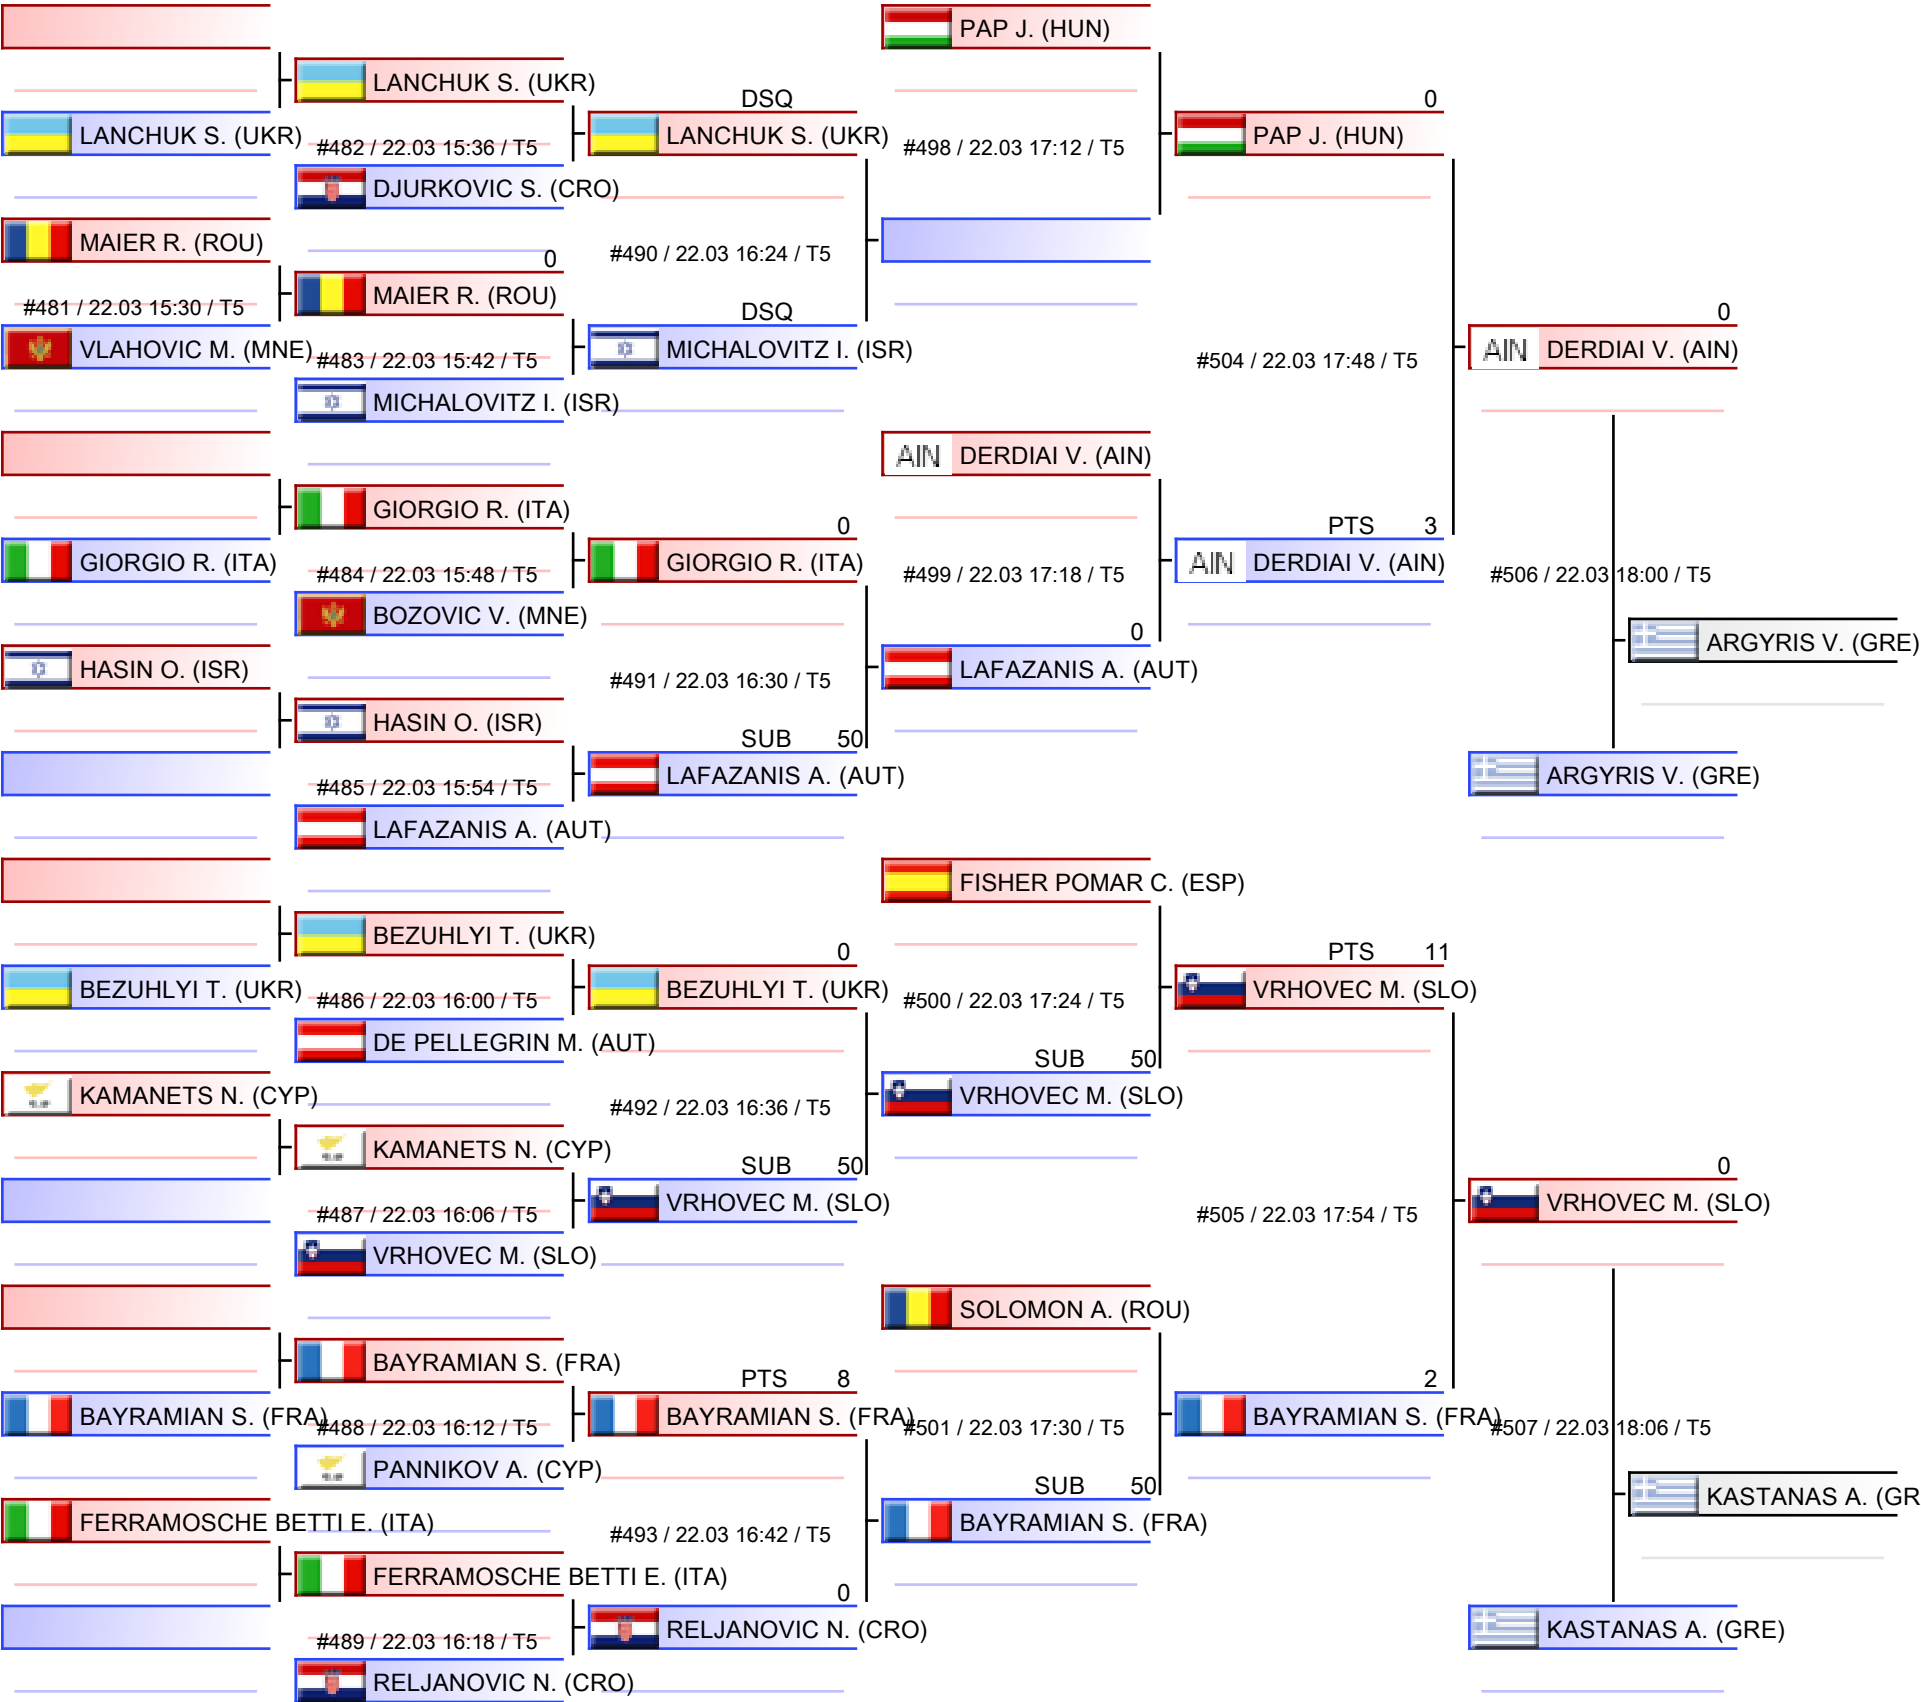 PAP J. (HUN)
LANCHUK S. (UKR)
DSQ
0
LANCHUK S. (UKR)
LANCHUK S. (UKR)
PAP J. (HUN)
#482 / 22.03 15:36 / T5
#498 / 22.03 17:12 / T5
DJURKOVIC S. (CRO)
MAIER R. (ROU)
#490 / 22.03 16:24 / T5
0
MAIER R. (ROU)
#481 / 22.03 15:30 / T5
DSQ
0
VLAHOVIC M. (MNE)
MICHALOVITZ I. (ISR)
AIN DERDIAI V. (AIN)
#483 / 22.03 15:42 / T5
#504 / 22.03 17:48 / T5
MICHALOVITZ I. (ISR)
AIN DERDIAI V. (AIN)
GIORGIO R. (ITA)
0
PTS 3
GIORGIO R. (ITA)
GIORGIO R. (ITA)
AIN DERDIAI V. (AIN)
#484 / 22.03 15:48 / T5
#499 / 22.03 17:18 / T5
#506 / 22.03 18:00 / T5
BOZOVIC V. (MNE)
0
ARGYRIS V. (GRE)
HASIN O. (ISR)
#491 / 22.03 16:30 / T5
LAFAZANIS A. (AUT)
HASIN O. (ISR)
SUB 50
LAFAZANIS A. (AUT)
ARGYRIS V. (GRE)
#485 / 22.03 15:54 / T5
LAFAZANIS A. (AUT)
FISHER POMAR C. (ESP)
BEZUHLYI T. (UKR)
0
PTS 11
BEZUHLYI T. (UKR)
BEZUHLYI T. (UKR)
VRHOVEC M. (SLO)
#486 / 22.03 16:00 / T5
#500 / 22.03 17:24 / T5
DE PELLEGRIN M. (AUT)
SUB 50
KAMANETS N. (CYP)
VRHOVEC M. (SLO)
#492 / 22.03 16:36 / T5
KAMANETS N. (CYP)
SUB 50
0
VRHOVEC M. (SLO)
VRHOVEC M. (SLO)
#487 / 22.03 16:06 / T5
#505 / 22.03 17:54 / T5
VRHOVEC M. (SLO)
SOLOMON A. (ROU)
BAYRAMIAN S. (FRA)
PTS 8
2
BAYRAMIAN S. (FRA)
BAYRAMIAN S. (FRA)
BAYRAMIAN S. (FRA)
#488 / 22.03 16:12 / T5
#501 / 22.03 17:30 / T5
#507 / 22.03 18:06 / T5
PANNIKOV A. (CYP)
SUB 50
KASTANAS A. (GR
FERRAMOSCHE BETTI E. (ITA)
BAYRAMIAN S. (FRA)
#493 / 22.03 16:42 / T5
FERRAMOSCHE BETTI E. (ITA)
0
RELJANOVIC N. (CRO)
KASTANAS A. (GRE)
#489 / 22.03 16:18 / T5
RELJANOVIC N. (CRO)